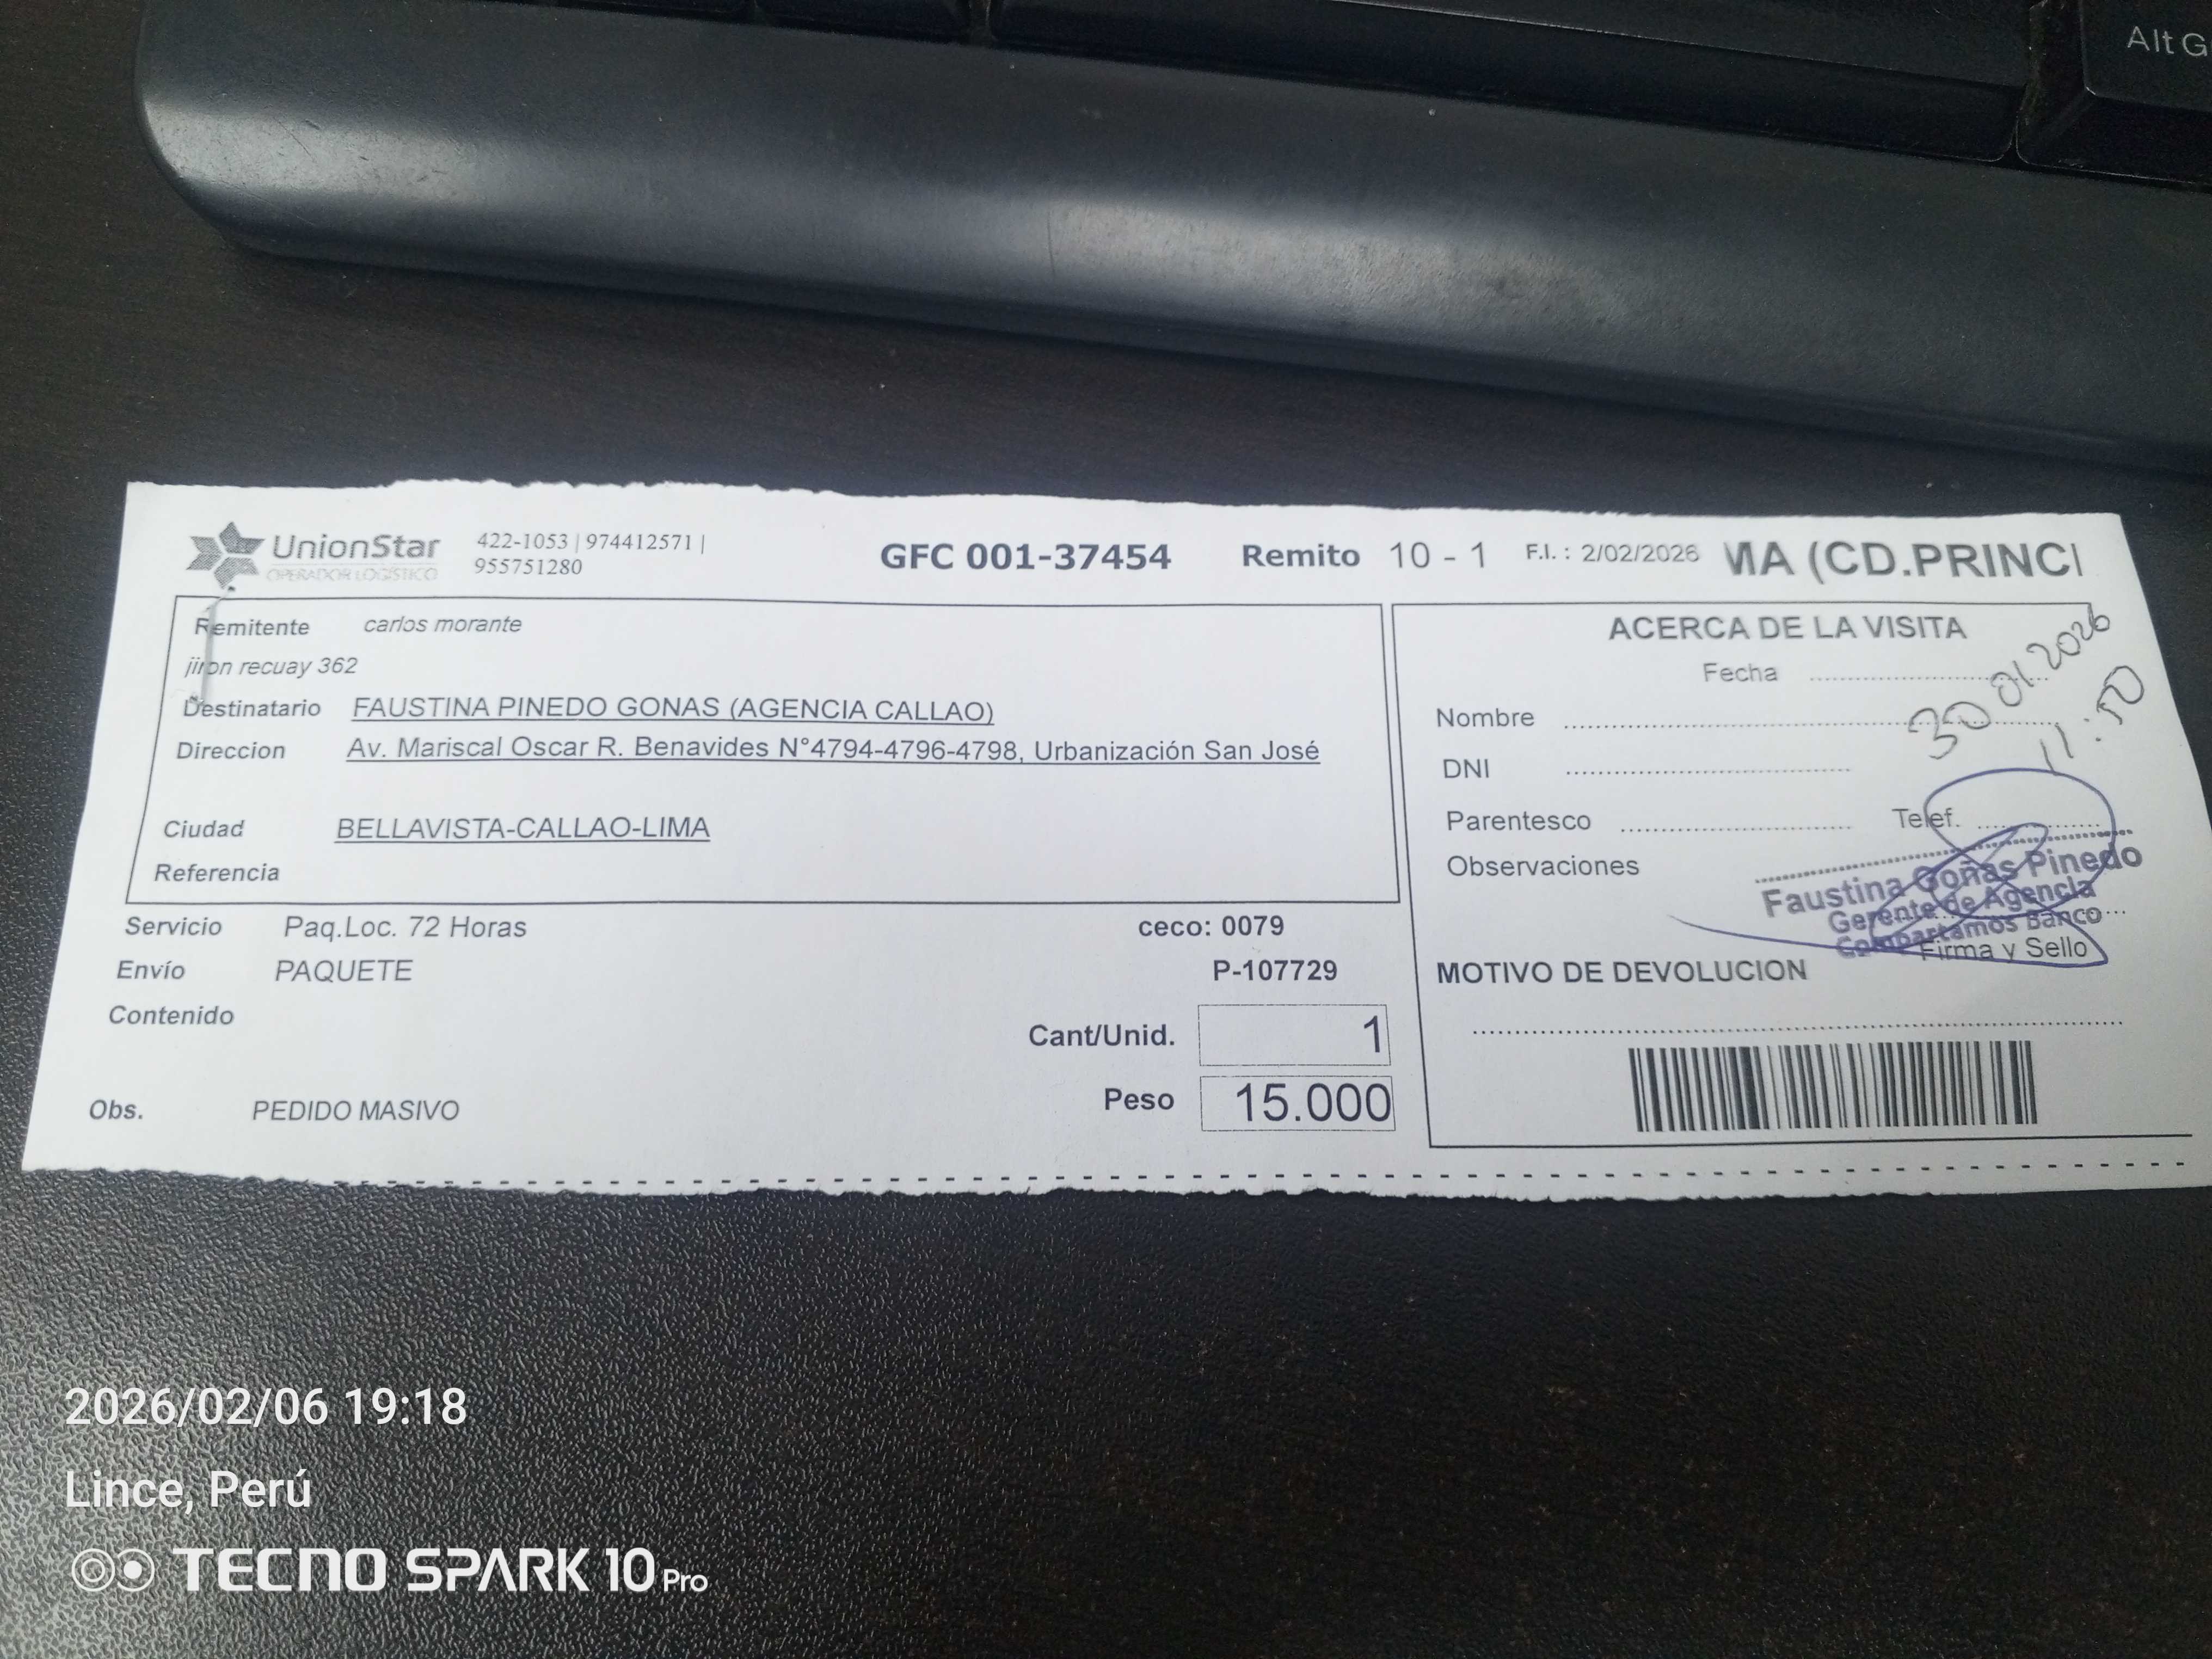 Alt G
UnionStar
OPERADOR LOGÍSTICO
422-1053 | 974412571 |
955751280
GFC 001-37454
Remito 10 - 1
F.I. : 2/02/2026
MA (CD.PRINCI
Remitente carlos morante
jiron recuay 362
Destinatario FAUSTINA PINEDO GONAS (AGENCIA CALLAO)
Direccion Av. Mariscal Oscar R. Benavides N°4794-4796-4798, Urbanización San José
Ciudad BELLAVISTA-CALLAO-LIMA
Referencia
Servicio Paq.Loc. 72 Horas
ceco: 0079
Envío PAQUETE
P-107729
Contenido
Cant/Unid. 1
Peso 15.000
Obs. PEDIDO MASIVO
ACERCA DE LA VISITA
Fecha
30 01.2026
Nombre
11:50
DNI
Parentesco
Telef.
Observaciones
Faustina Goñas Pinedo
Gerente de Agencia
Compartamos Banco
Firma y Sello
MOTIVO DE DEVOLUCION
2026/02/06 19:18
Lince, Perú
TECNO SPARK 10 Pro